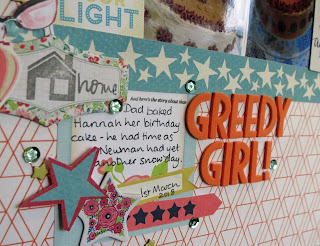 LIGHT
home
And here's the story about that
Dad baked
Hannah her birthday
cake - he had time as
Newman had yet
another snow day.
GREEDY
GIRL!
1st March
2018